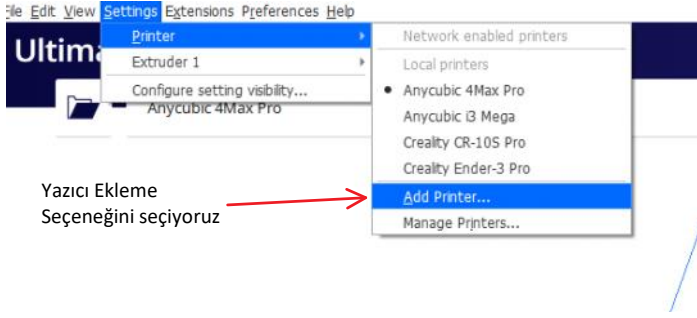 File Edit View Settings Extensions Preferences Help
Ultima
Printer
Extruder 1
Configure setting visibility...
Anycubic 4Max Pro
Network enabled printers
Local printers
Anycubic 4Max Pro
Anycubic i3 Mega
Creality CR-10S Pro
Creality Ender-3 Pro
Add Printer...
Manage Printers...
Yazıcı Ekleme
Seçeneğini seçiyoruz